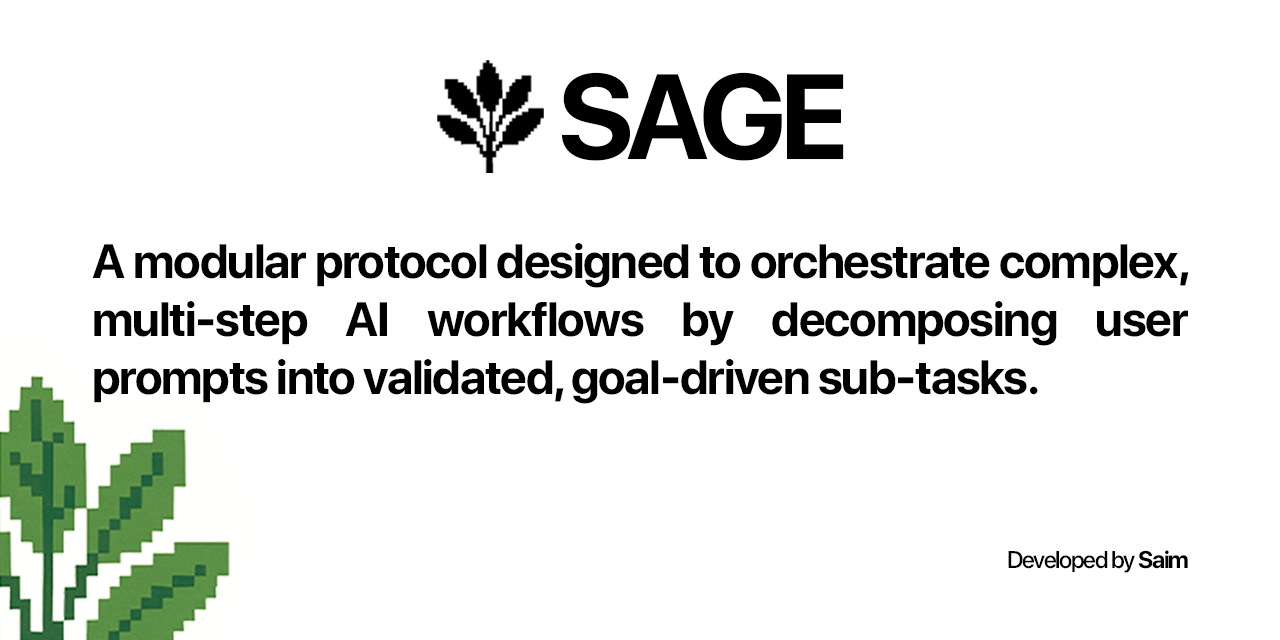 SAGE
A modular protocol designed to orchestrate complex,
multi-step AI workflows by decomposing user
prompts into validated, goal-driven sub-tasks.
Developed by Saim